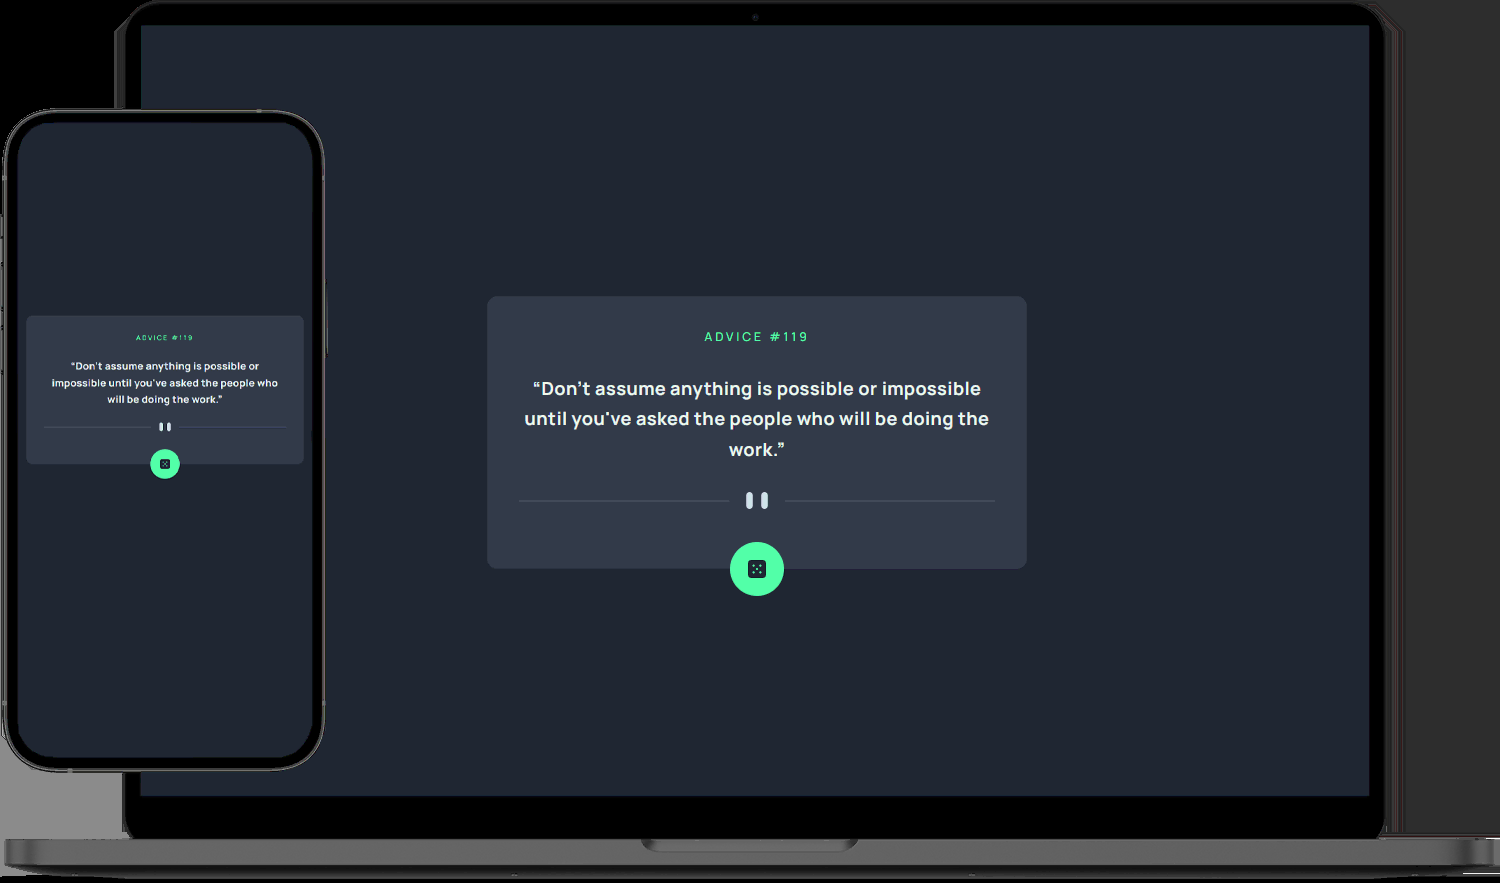 ADVICE #119
“Don't assume anything is possible or
impossible until you've asked the people who
will be doing the work.”
ADVICE #119
“Don't assume anything is possible or impossible
until you've asked the people who will be doing the
work.”